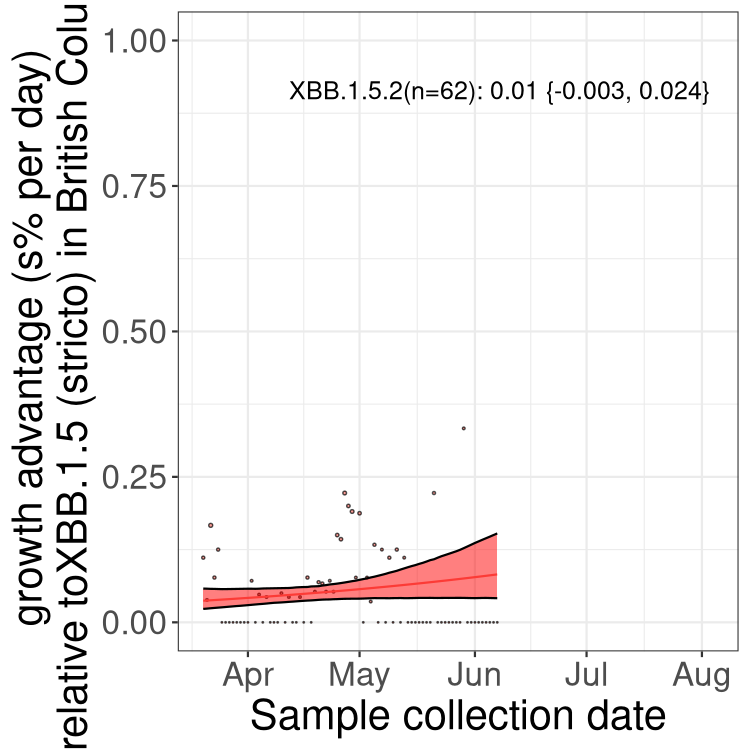 growth advantage (s% per day)
relative toXBB.1.5 (stricto) in British Colu
1.00
0.75
0.50
0.25
0.00
XBB.1.5.2(n=62): 0.01 {-0.003, 0.024}
Apr May Jun Jul Aug
Sample collection date